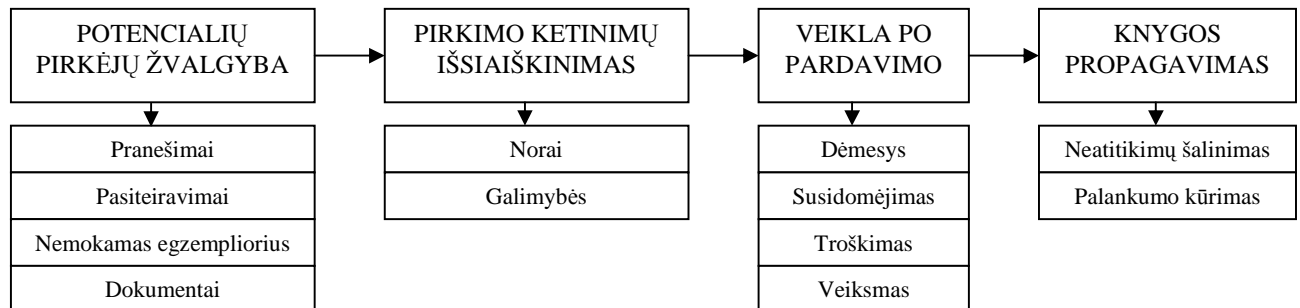 POTENCIALIŲ
PIRKĖJŲ ŽVALGYBA
PIRKIMO KETINIMŲ
IŠSIAIŠKINIMAS
VEIKLA PO
PARDAVIMO
KNYGOS
PROPAGAVIMAS
Pranešimai
Pasiteiravimai
Nemokamas egzempliorius
Dokumentai
Norai
Galimybės
Dėmesys
Susidomėjimas
Troškimas
Veiksmas
Neatitikimų šalinimas
Palankumo kūrimas